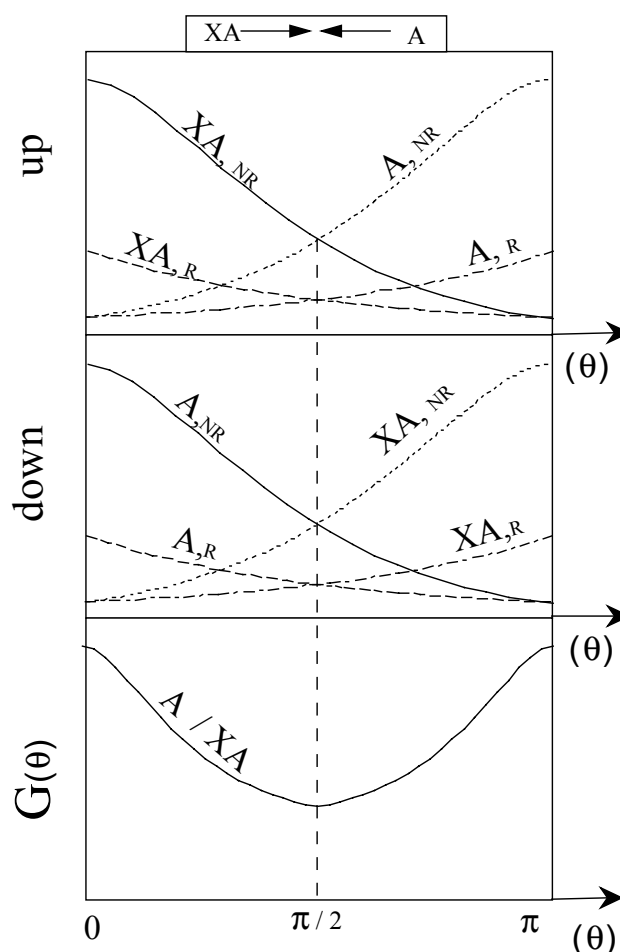 XA A
up
XA, NR
A, NR
XA, R
A, R
(θ)
down
A,NR
XA, NR
A,R
XA,R
(θ)
G(θ)
A / XA
0 π/2 π
(θ)